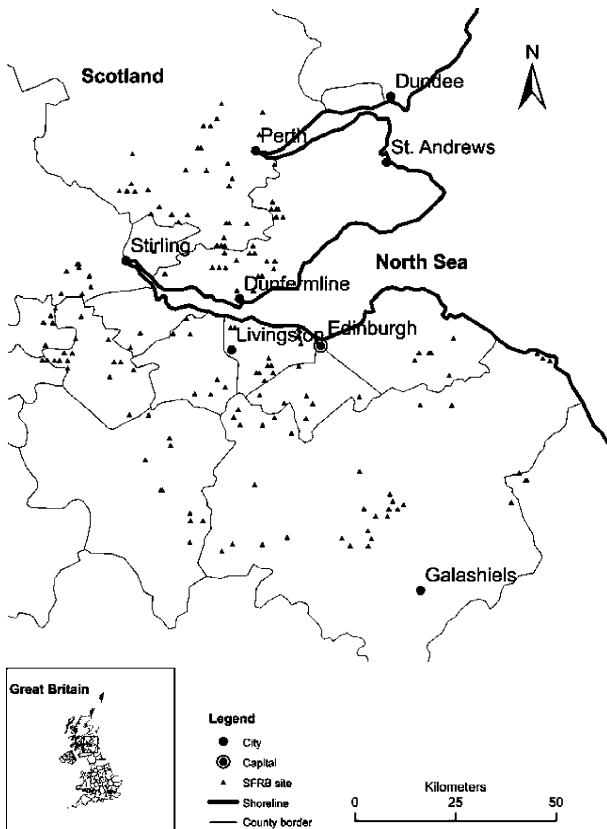 N
Scotland
Dundee
Perth
St. Andrews
Stirling
North Sea
Dunfermline
Livingston
Edinburgh
Galashiels
Great Britain
Legend
City
Capital
SFRB site
Shoreline
County border
Kilometers
0 25 50